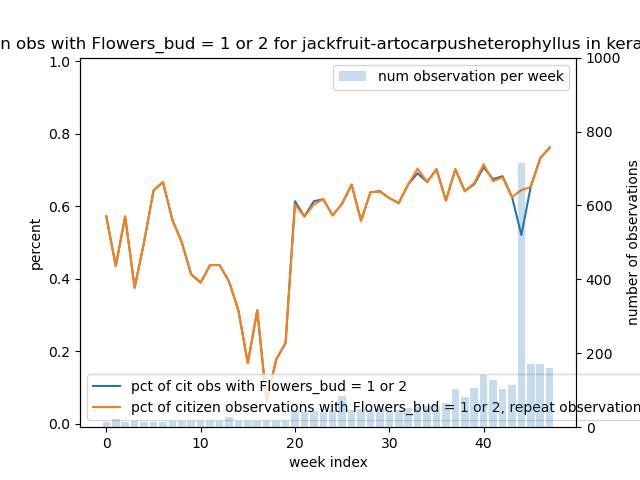 n obs with Flowers_bud = 1 or 2 for jackfruit-artocarpusheterophyllus in kera
num observation per week
percent
number of observations
1.0
0.8
0.6
0.4
0.2
0.0
1000
800
600
400
200
0
pct of cit obs with Flowers_bud = 1 or 2
pct of citizen observations with Flowers_bud = 1 or 2, repeat observation
0 10 20 30 40
week index